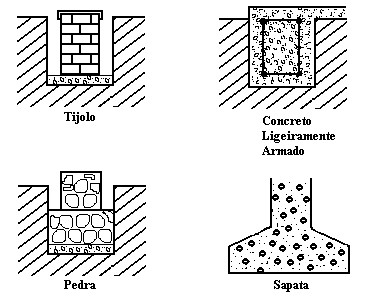 Tijolo
Concreto
Ligeiramente
Armado
Pedra
Sapata